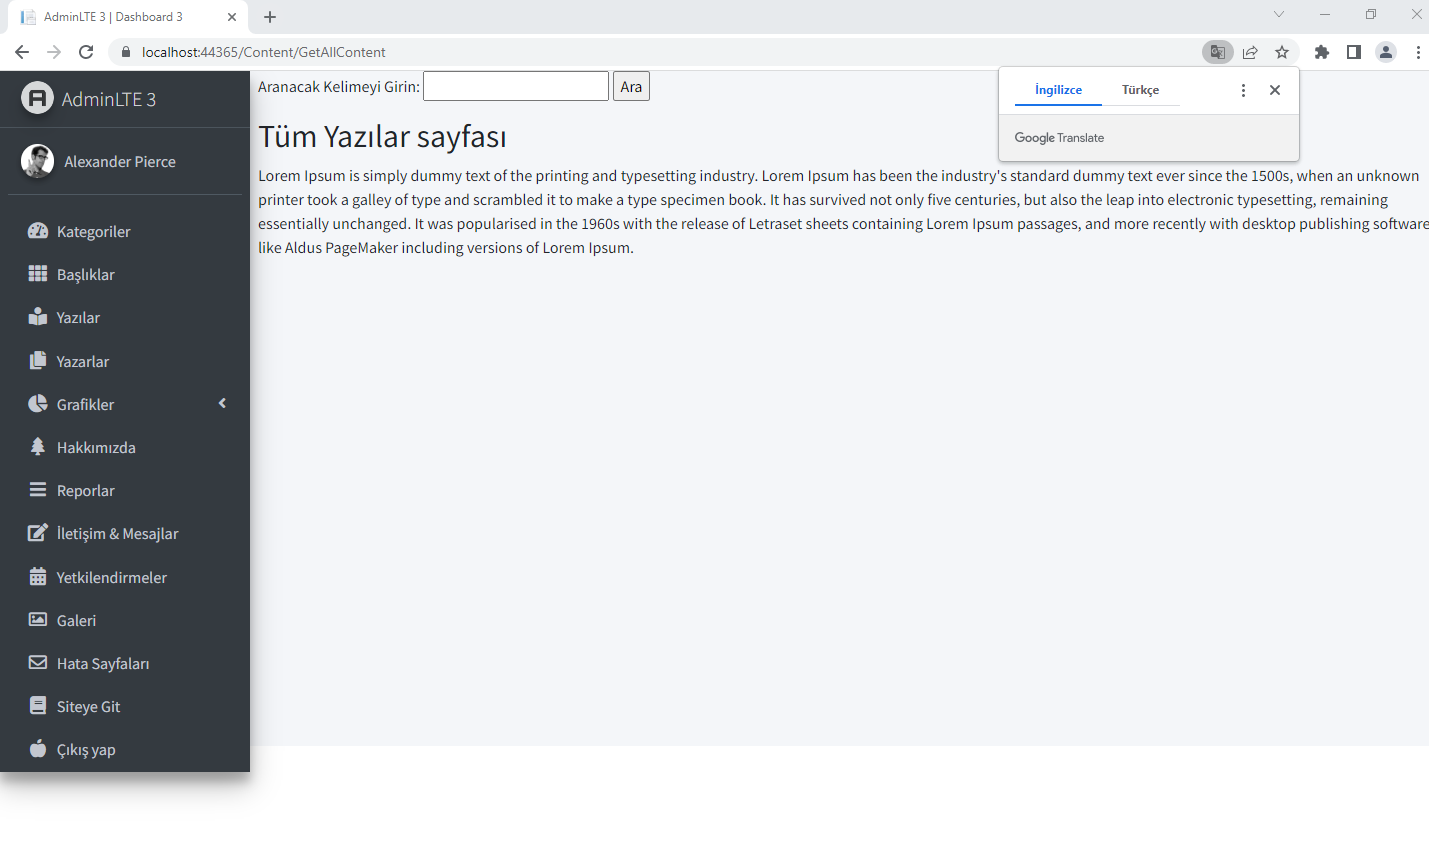 AdminLTE 3 | Dashboard 3
localhost:44365/Content/GetAllContent
AdminLTE 3
Alexander Pierce
Kategoriler
Başlıklar
Yazılar
Yazarlar
Grafikler
Hakkımızda
Reporlar
İletişim & Mesajlar
Yetkilendirmeler
Galeri
Hata Sayfaları
Siteye Git
Çıkış yap
Aranacak Kelimeyi Girin: Ara
İngilizce Türkçe
Google Translate
Tüm Yazılar sayfası
Lorem Ipsum is simply dummy text of the printing and typesetting industry. Lorem Ipsum has been the industry's standard dummy text ever since the 1500s, when an unknown
printer took a galley of type and scrambled it to make a type specimen book. It has survived not only five centuries, but also the leap into electronic typesetting, remaining
essentially unchanged. It was popularised in the 1960s with the release of Letraset sheets containing Lorem Ipsum passages, and more recently with desktop publishing software
like Aldus PageMaker including versions of Lorem Ipsum.